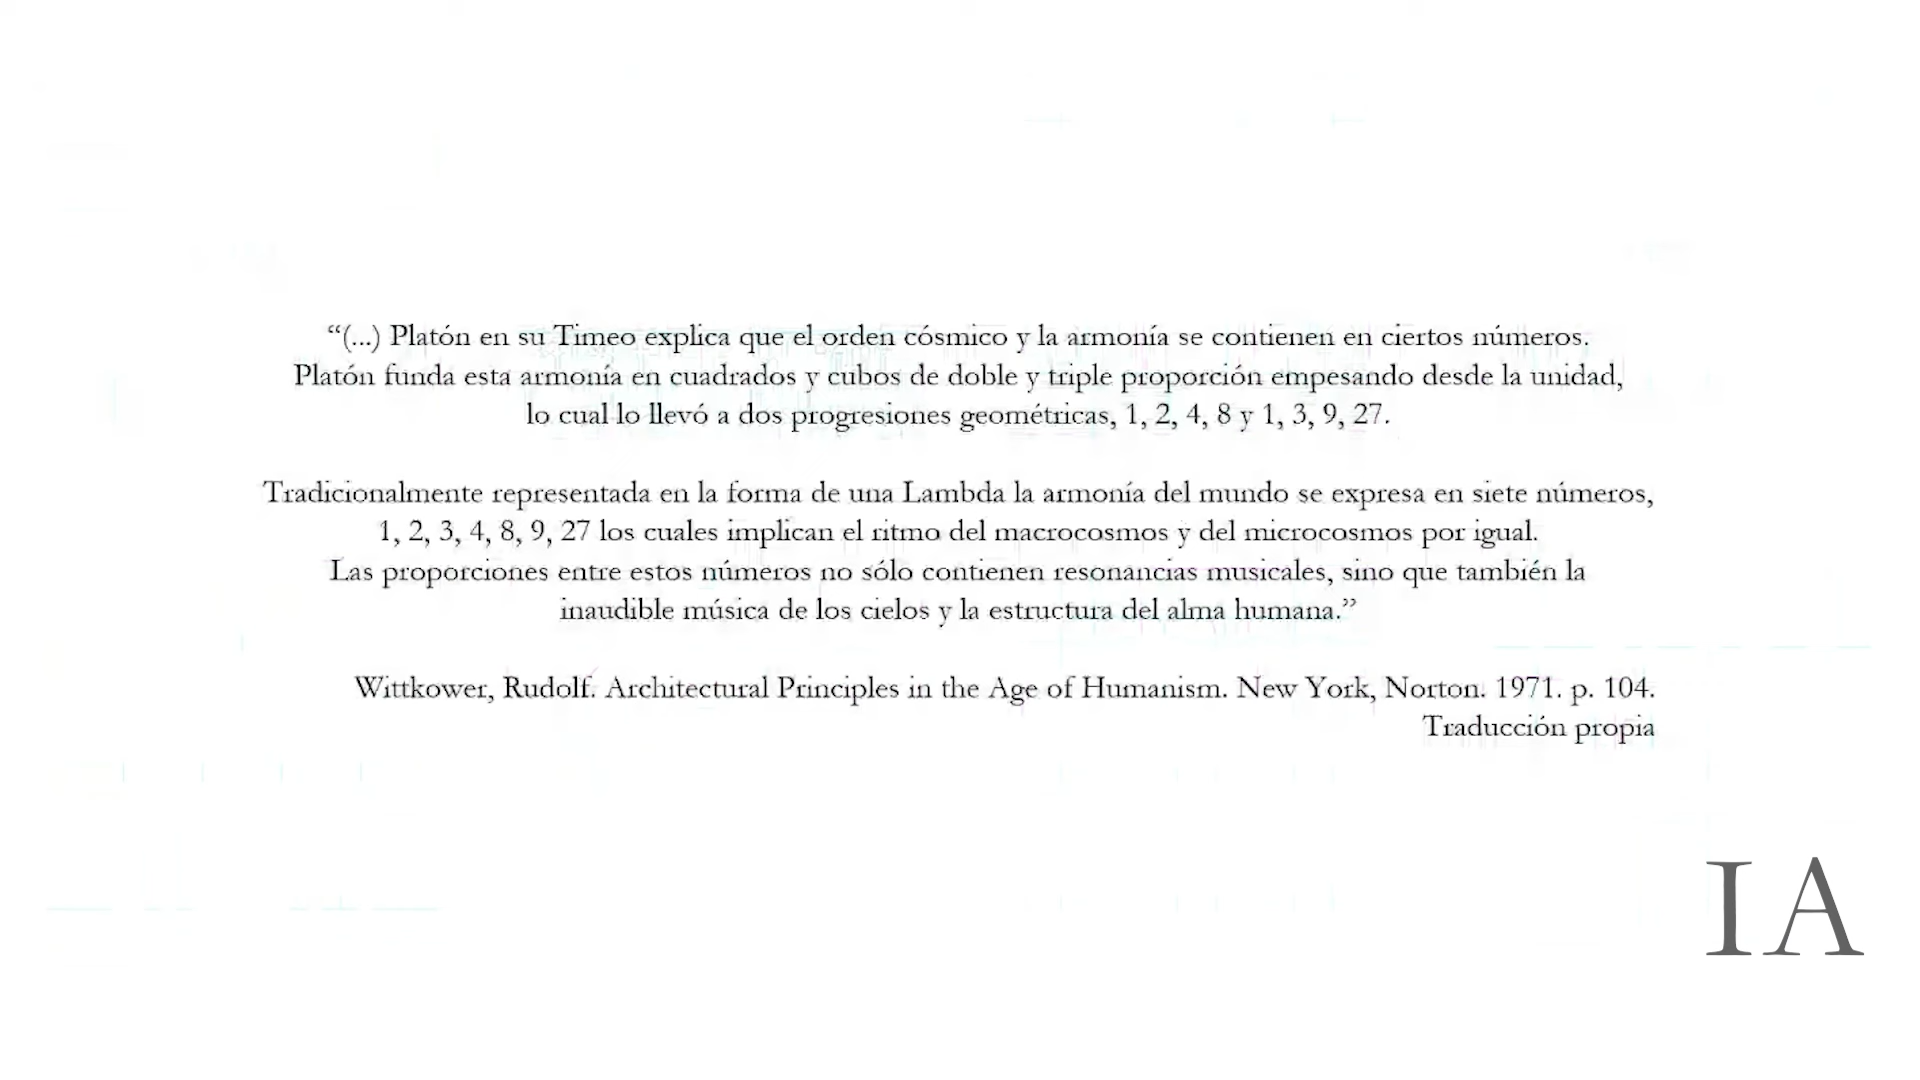 “(...) Platón en su Timeo explica que el orden cósmico y la armonía se contienen en ciertos números.
Platón funda esta armonía en cuadrados y cubos de doble y triple proporción empesando desde la unidad,
lo cual lo llevó a dos progresiones geométricas, 1, 2, 4, 8 y 1, 3, 9, 27.
Tradicionalmente representada en la forma de una Lambda la armonía del mundo se expresa en siete números,
1, 2, 3, 4, 8, 9, 27 los cuales implican el ritmo del macrocosmos y del microcosmos por igual.
Las proporciones entre estos números no sólo contienen resonancias musicales, sino que también la
inaudible música de los cielos y la estructura del alma humana.”
Wittkower, Rudolf. Architectural Principles in the Age of Humanism. New York, Norton. 1971. p. 104.
Traducción propia
IA